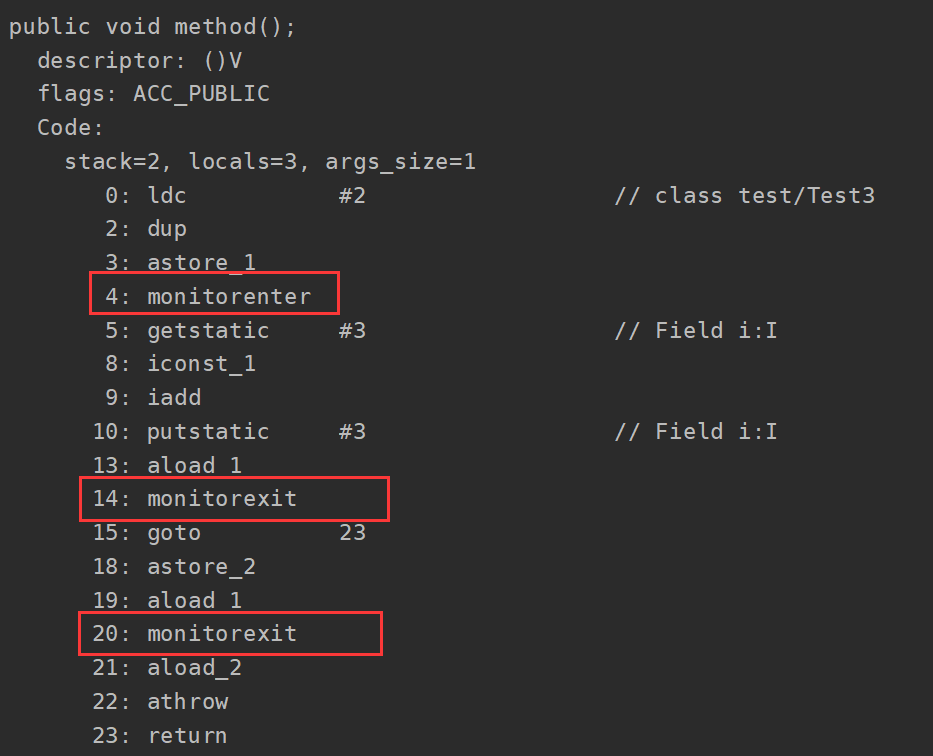 public void method();
descriptor: ()V
flags: ACC_PUBLIC
Code:
stack=2, locals=3, args_size=1
0: ldc #2 // class test/Test3
2: dup
3: astore_1
4: monitorenter
5: getstatic #3 // Field i:I
8: iconst_1
9: iadd
10: putstatic #3 // Field i:I
13: aload_1
14: monitorexit
15: goto 23
18: astore_2
19: aload_1
20: monitorexit
21: aload_2
22: athrow
23: return